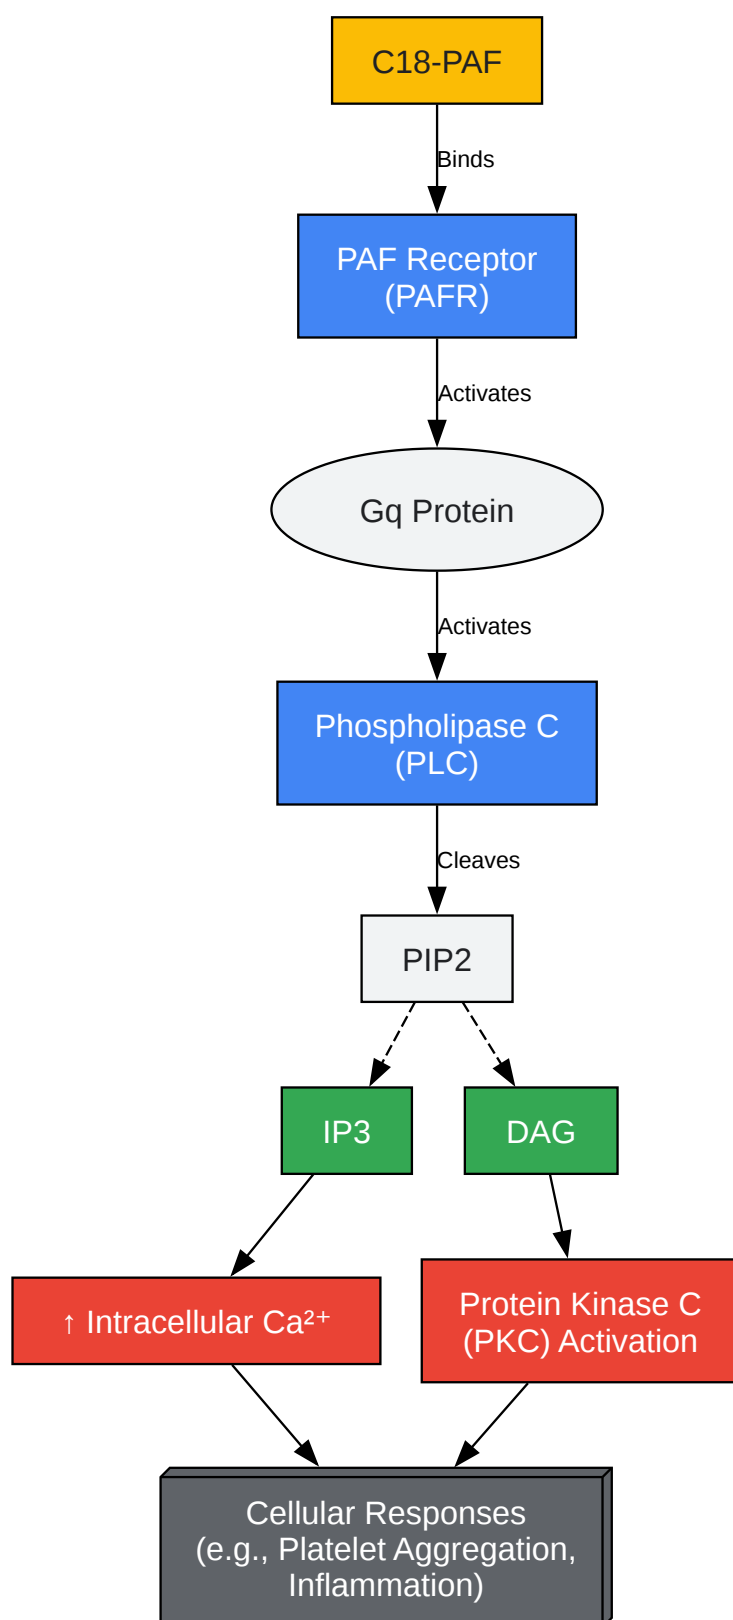 C18-PAF
Binds
PAF Receptor
(PAFR)
Activates
Gq Protein
Activates
Phospholipase C
(PLC)
Cleaves
PIP2
IP3
DAG
↑ Intracellular Ca²⁺
Protein Kinase C
(PKC) Activation
Cellular Responses
(e.g., Platelet Aggregation,
Inflammation)